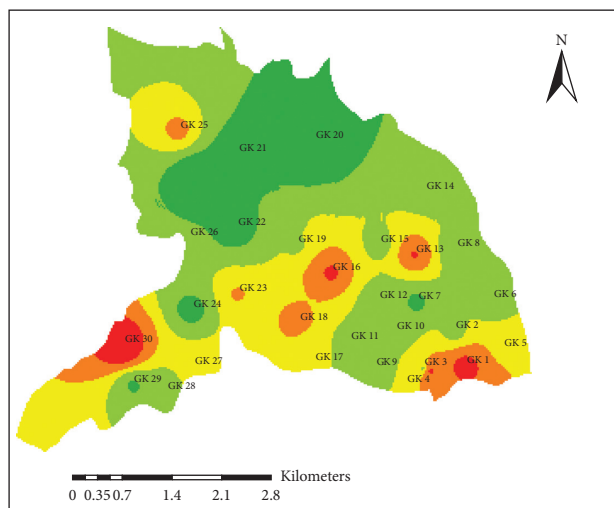 N
GK 25
GK 20
GK 21
GK 14
GK 22
GK 26
GK 19
GK 15
GK 8
GK 13
GK 16
GK 23
GK 12
GK 7
GK 6
GK 24
GK 18
GK 10
GK 2
GK 11
GK 30
GK 5
GK 17
GK 27
GK 9
GK 3
GK 1
GK 29
GK 4
GK 28
Kilometers
0 0.35 0.7 1.4 2.1 2.8